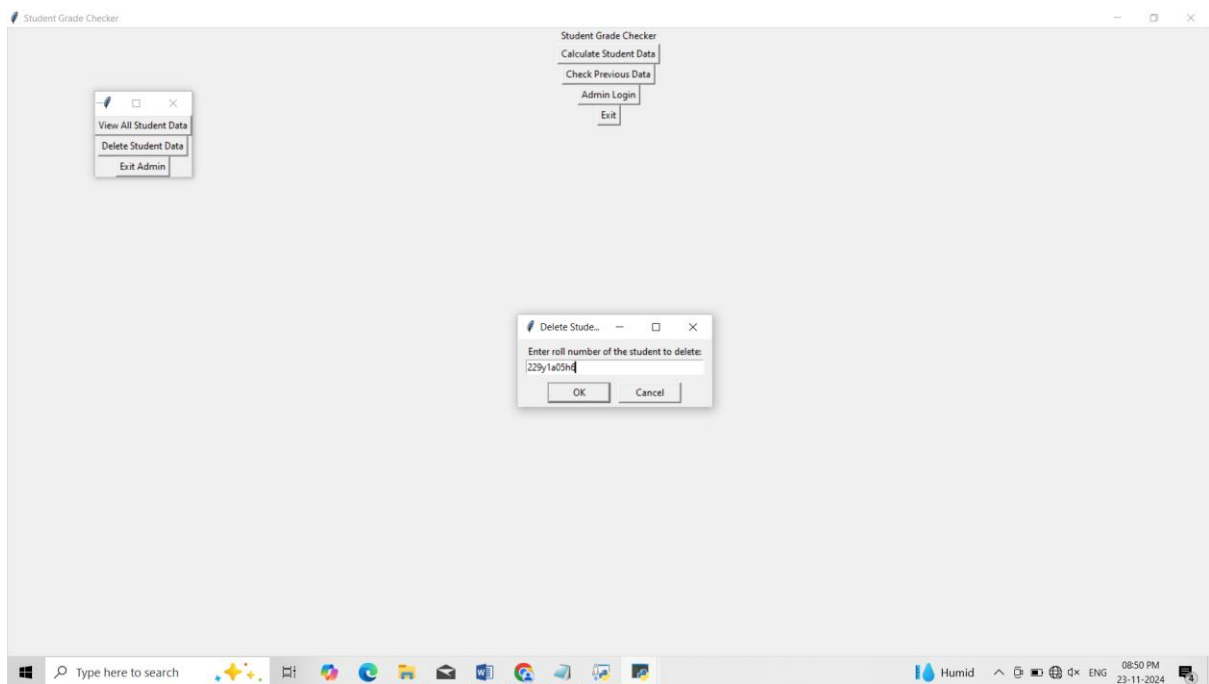 Student Grade Checker
Student Grade Checker
Calculate Student Data
Check Previous Data
Admin Login
Exit
View All Student Data
Delete Student Data
Exit Admin
Delete Stude...
Enter roll number of the student to delete:
229y1a05h6
OK Cancel
Type here to search
Humid
ENG
08:50 PM
23-11-2024
4